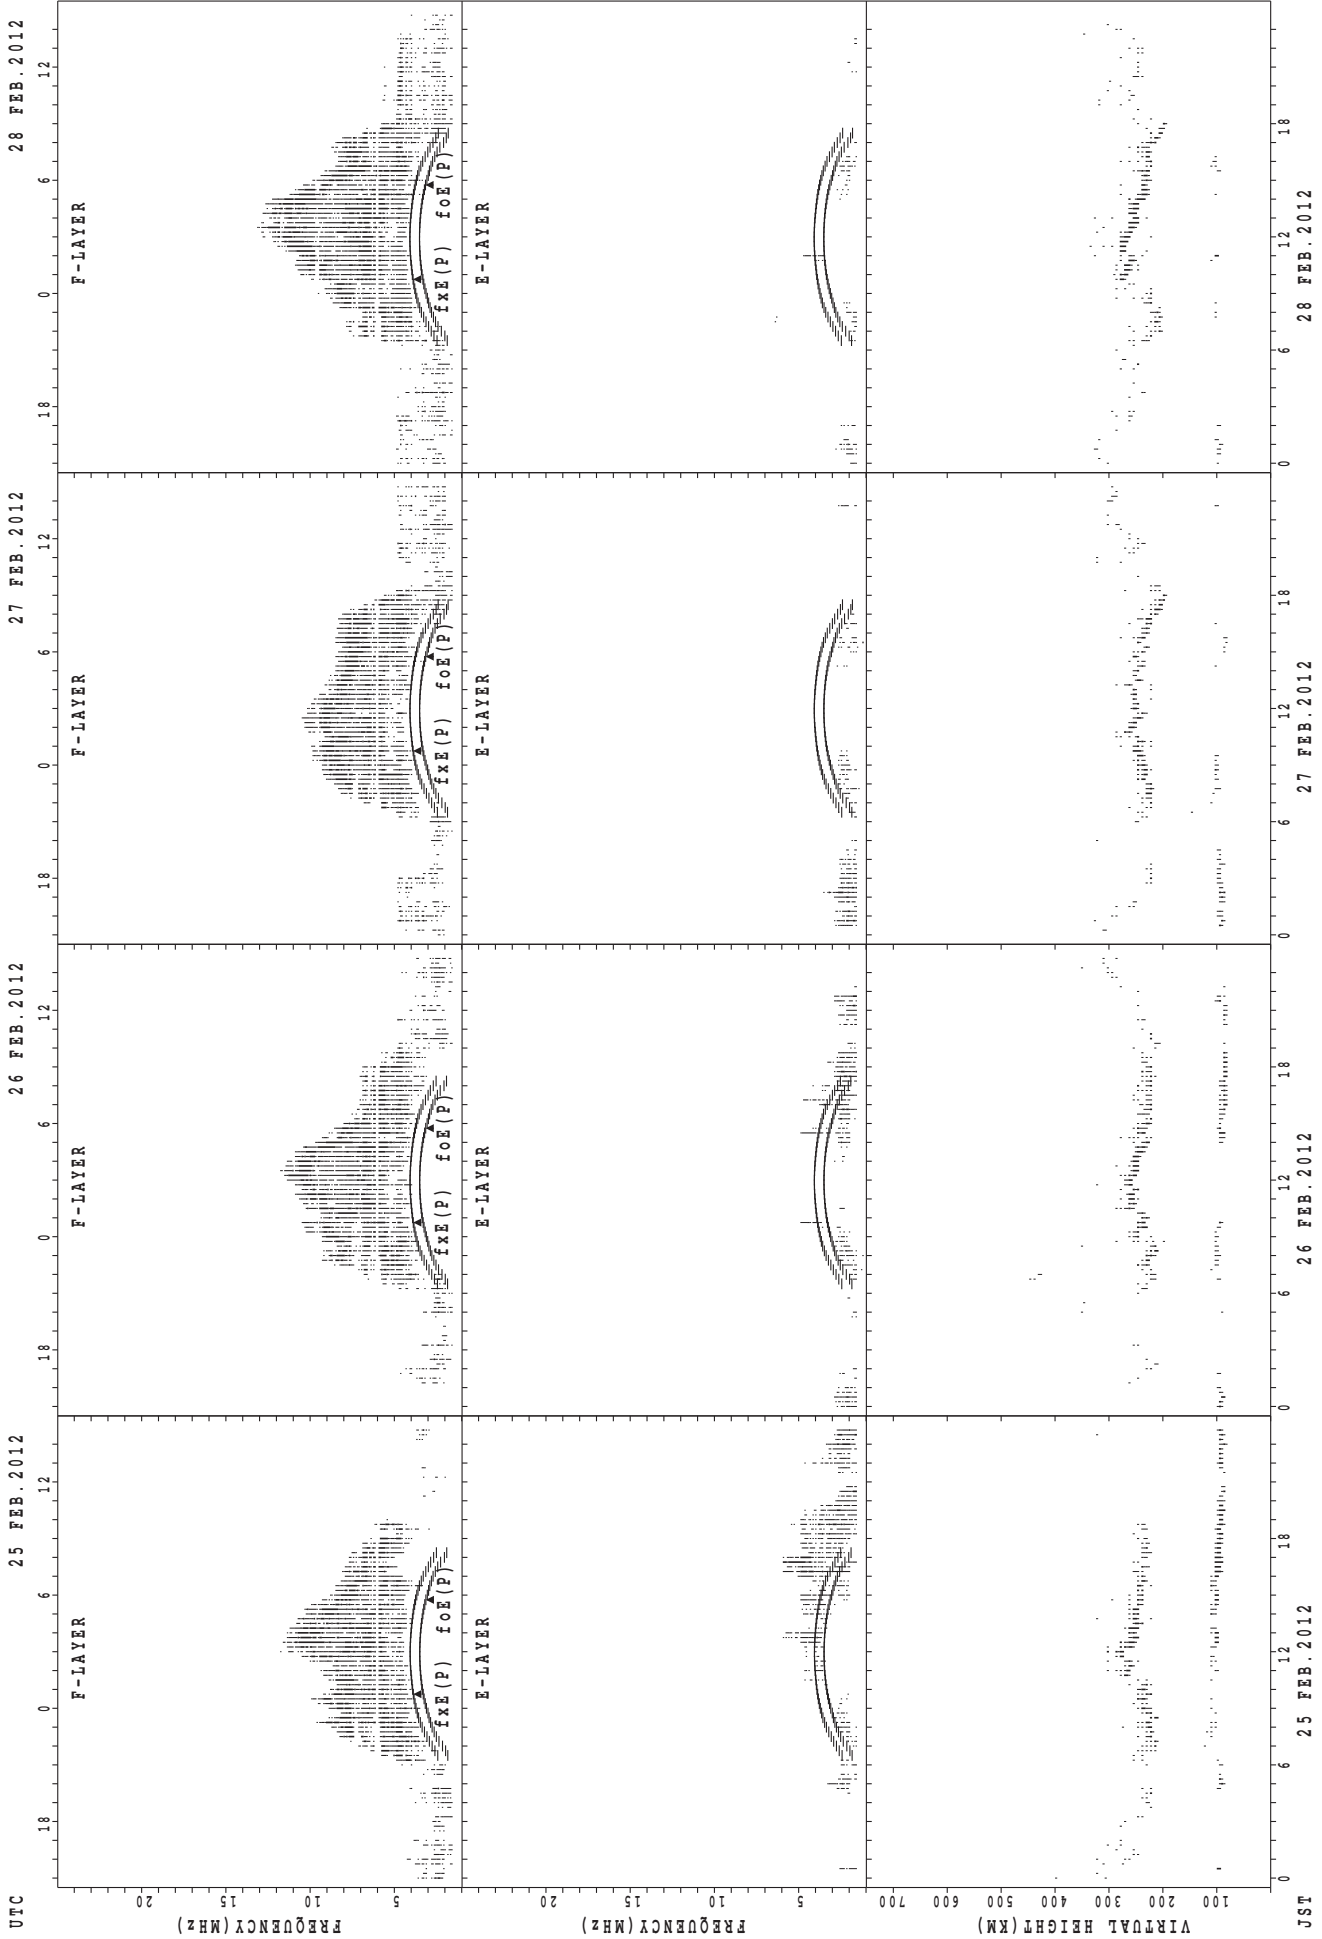 UTC 25 FEB.2012 26 FEB.2012 27 FEB.2012 28 FEB.2012
18 0 6 12 18 0 6 12 18 0 6 12 18 0 6 12
F-LAYER F-LAYER F-LAYER F-LAYER
FREQUENCY(MHz)
20
15
10
5
fxE(P) foE(P) fxE(P) foE(P) fxE(P) foE(P) fxE(P) foE(P)
E-LAYER E-LAYER E-LAYER E-LAYER
FREQUENCY(MHz)
20
15
10
5
VIRTUAL HEIGHT(KM)
700
600
500
400
300
200
100
0 6 12 18 0 6 12 18 0 6 12 18 0 6 12 18
JST 25 FEB.2012 26 FEB.2012 27 FEB.2012 28 FEB.2012